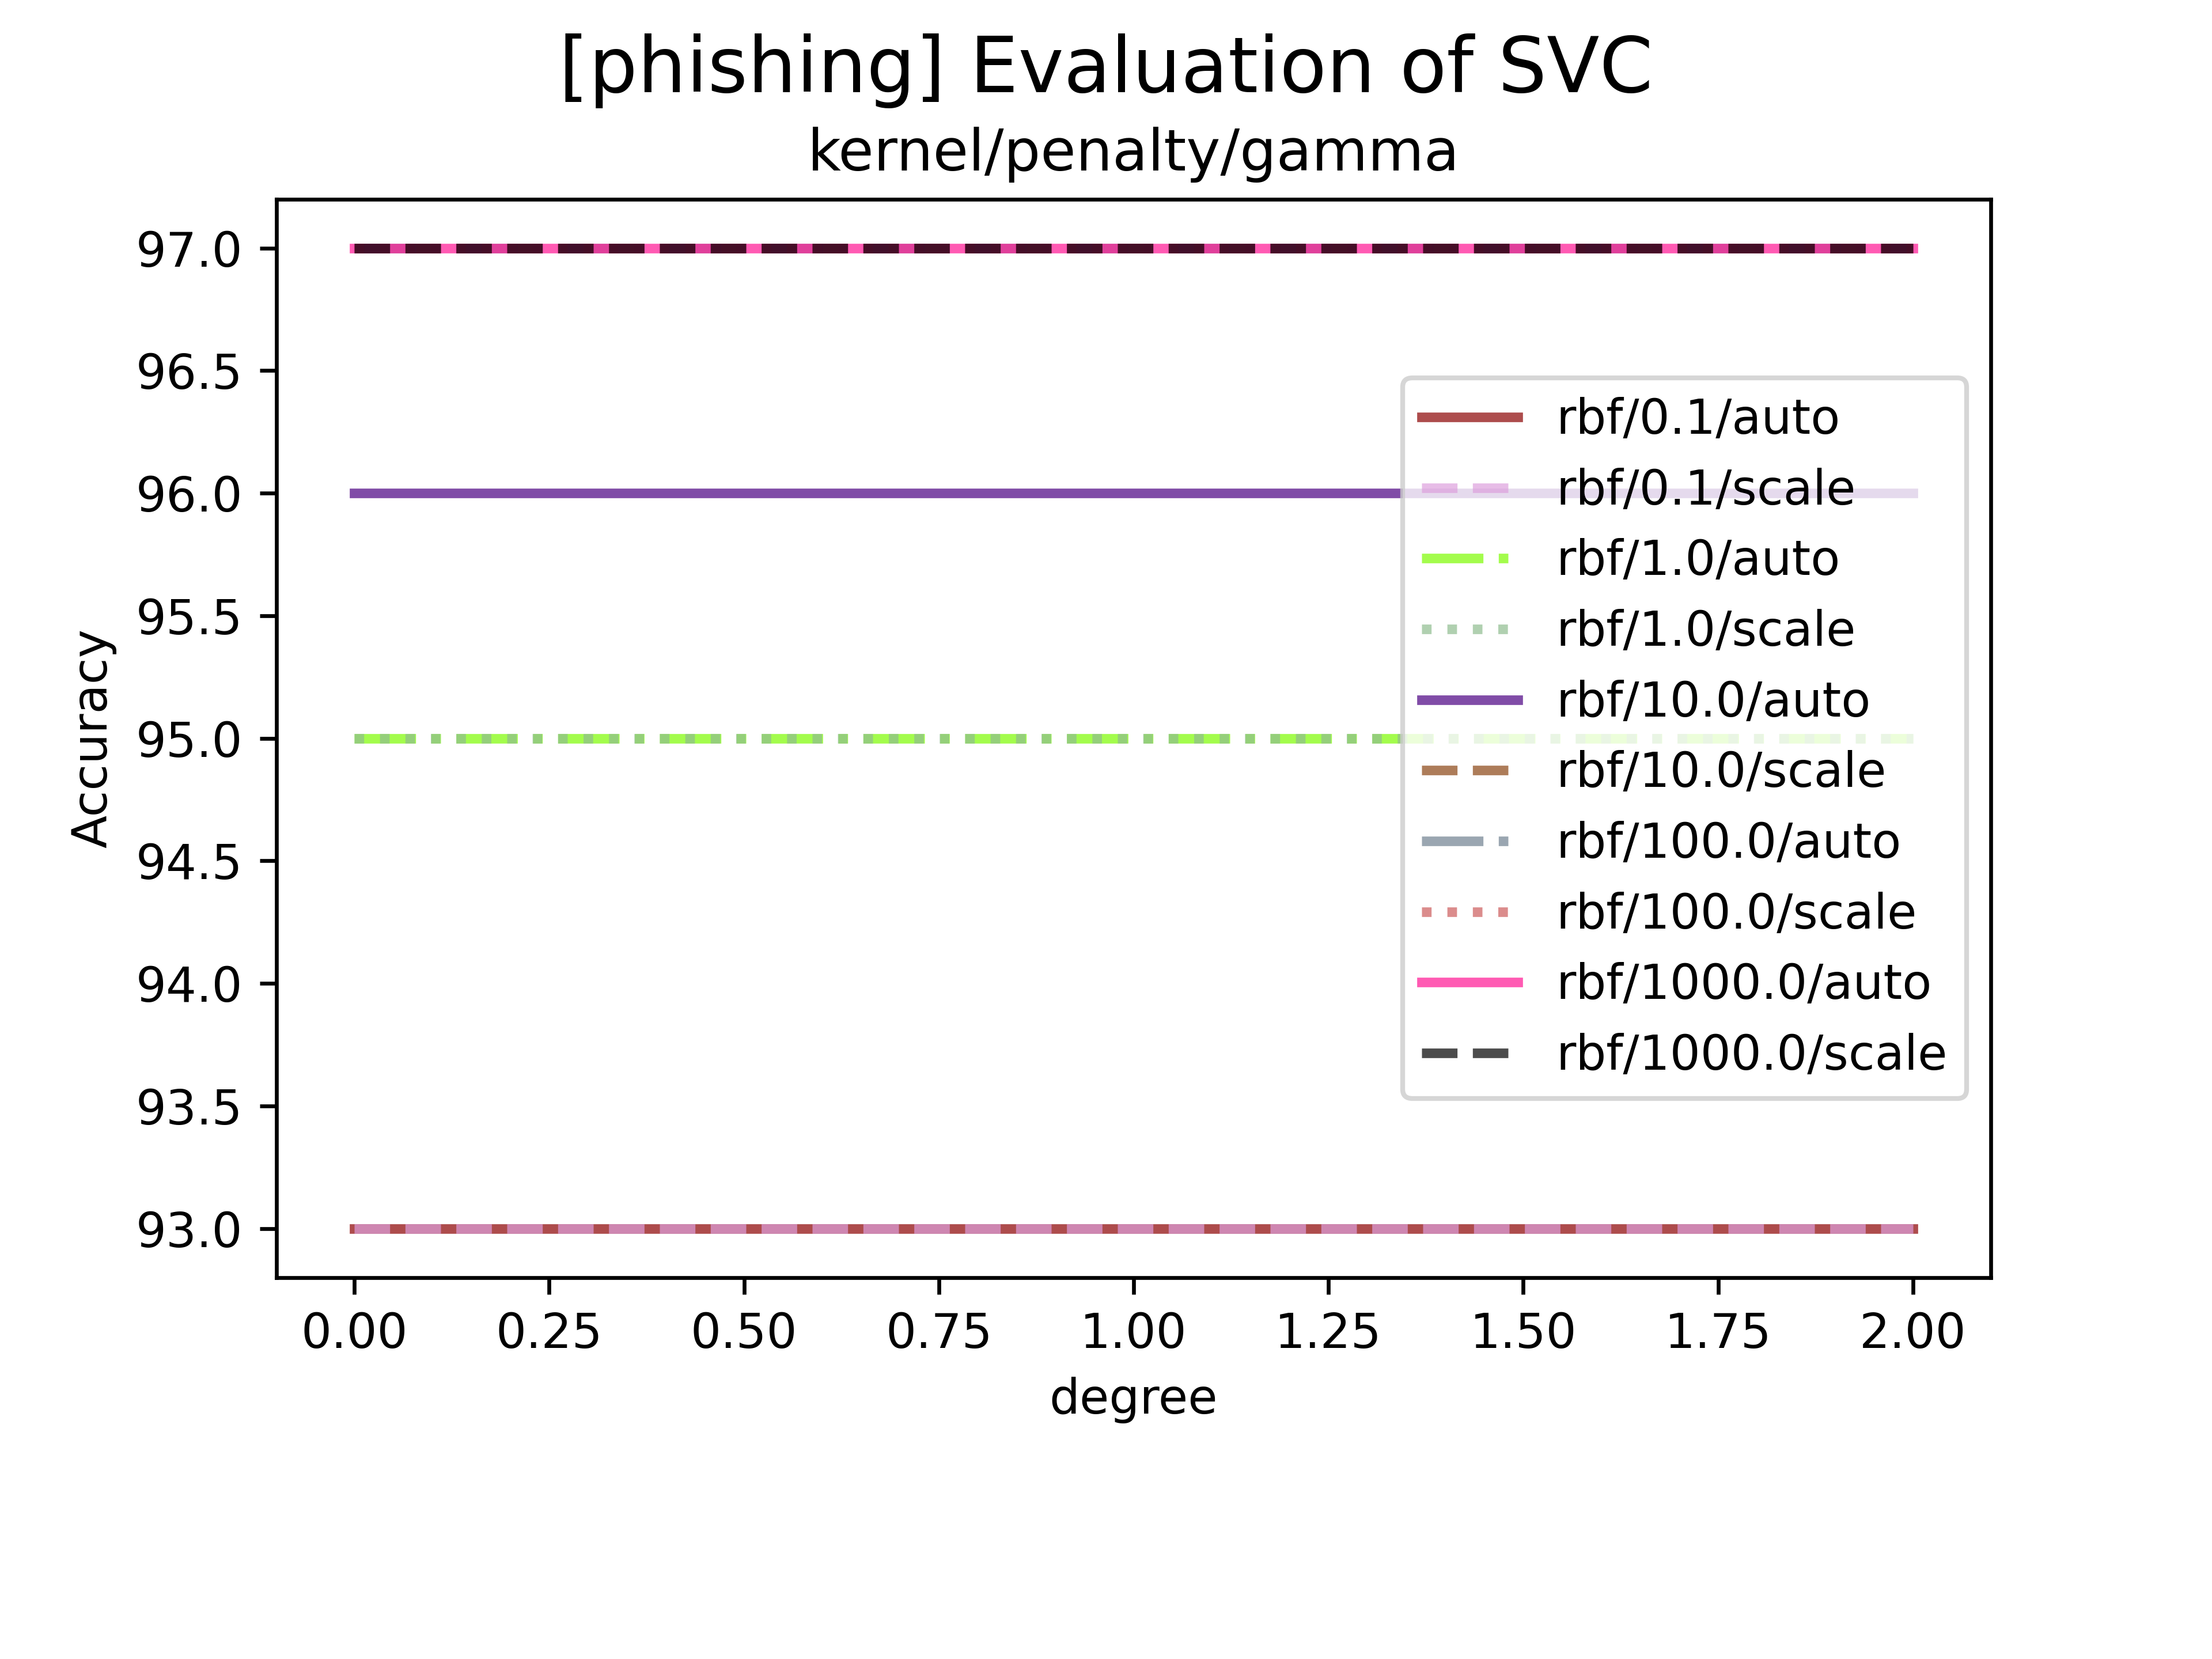 [phishing] Evaluation of SVC
kernel/penalty/gamma
97.0
96.5
96.0
95.5
95.0
94.5
94.0
93.5
93.0
Accuracy
rbf/0.1/auto
rbf/0.1/scale
rbf/1.0/auto
rbf/1.0/scale
rbf/10.0/auto
rbf/10.0/scale
rbf/100.0/auto
rbf/100.0/scale
rbf/1000.0/auto
rbf/1000.0/scale
0.00 0.25 0.50 0.75 1.00 1.25 1.50 1.75 2.00
degree